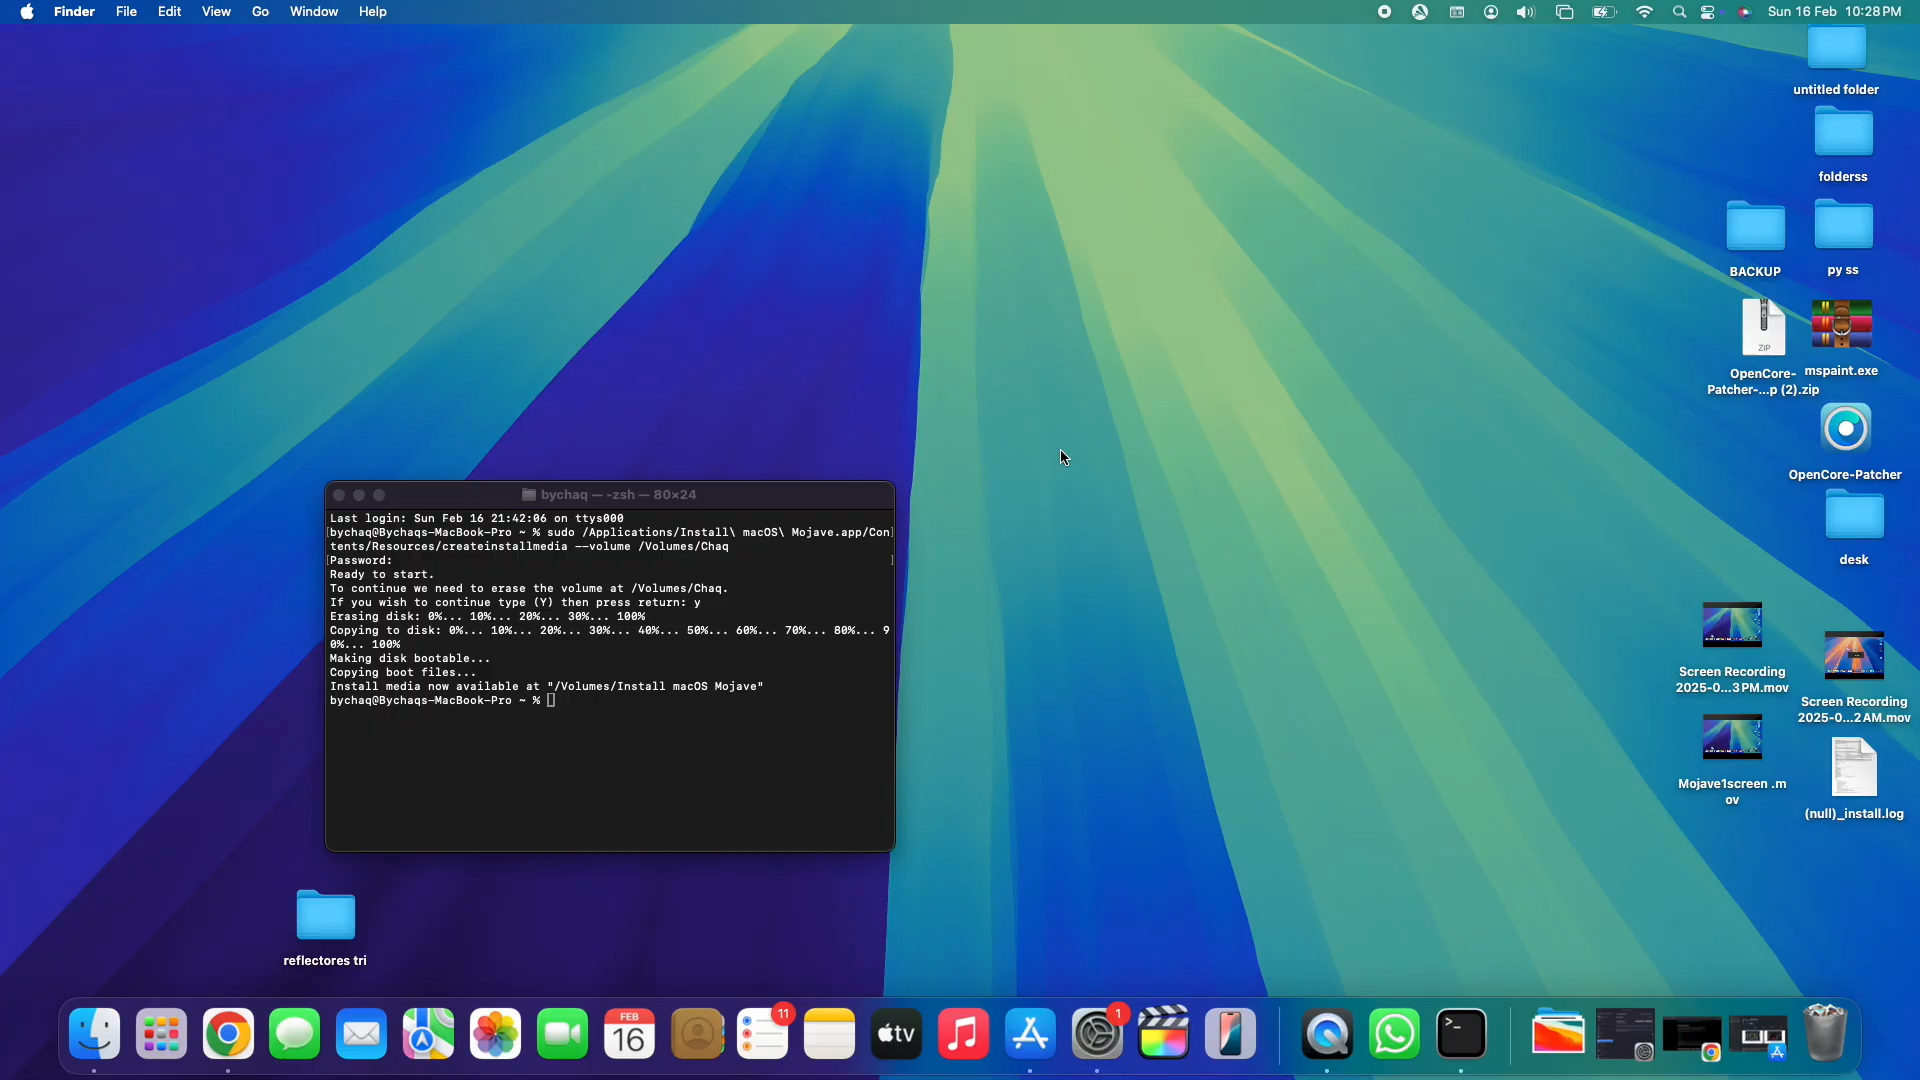 Finder File Edit View Go Window Help
Sun 16 Feb 10:28 PM
untitled folder
folderss
BACKUP
py ss
ZIP
OpenCore-
Patcher-...p (2).zip
mspaint.exe
OpenCore-Patcher
desk
Screen Recording
2025-0...3 PM.mov
Screen Recording
2025-0...2 AM.mov
Mojave1screen .m
ov
(null)_install.log
bychaq — -zsh — 80×24
Last login: Sun Feb 16 21:42:06 on ttys000
[bychaq@Bychaqs-MacBook-Pro ~ % sudo /Applications/Install\ macOS\ Mojave.app/Con]
tents/Resources/createinstallmedia --volume /Volumes/Chaq
[Password: ]
Ready to start.
To continue we need to erase the volume at /Volumes/Chaq.
If you wish to continue type (Y) then press return: y
Erasing disk: 0%... 10%... 20%... 30%... 100%
Copying to disk: 0%... 10%... 20%... 30%... 40%... 50%... 60%... 70%... 80%... 9
0%... 100%
Making disk bootable...
Copying boot files...
Install media now available at "/Volumes/Install macOS Mojave"
bychaq@Bychaqs-MacBook-Pro ~ %
reflectores tri
FEB
16
11
tv
1
>_